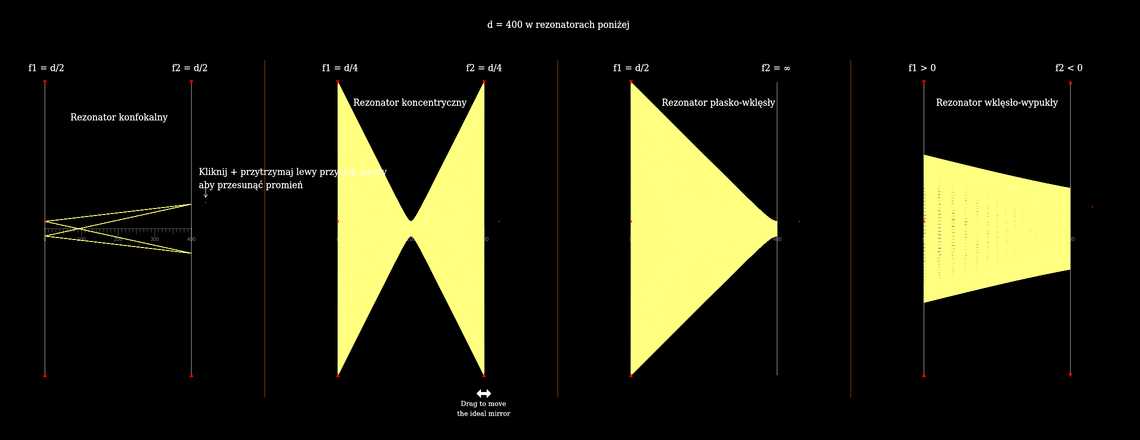 d = 400 w rezonatorach poniżej
f1 = d/2
f2 = d/2
f1 = d/4
f2 = d/4
f1 = d/2
f2 = ∞
f1 > 0
f2 < 0
Rezonator konfokalny
Rezonator koncentryczny
Rezonator płasko-wklęsły
Rezonator wklęsło-wypukły
Kliknij + przytrzymaj lewy
aby przesunąć promień
400
Drag to move
the ideal mirror